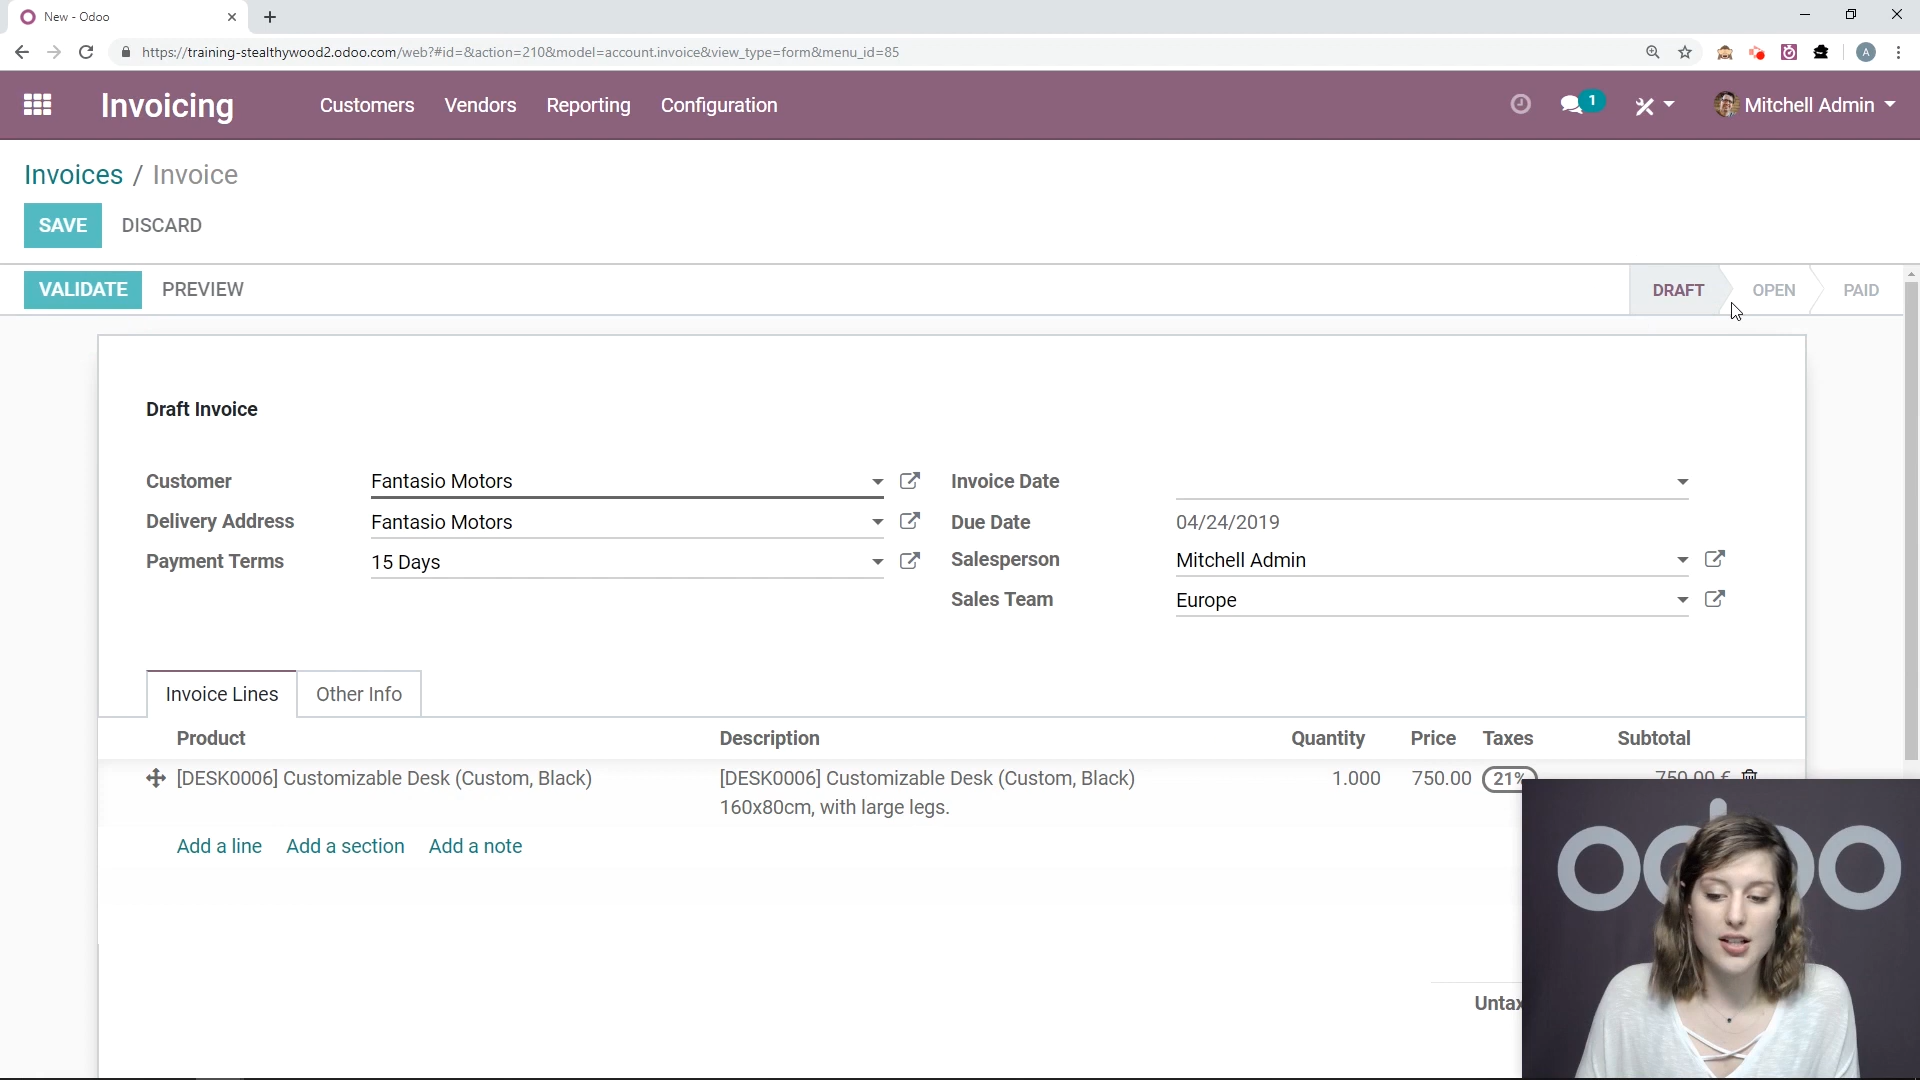 New - Odoo
https://training-stealthywood2.odoo.com/web?#id=&action=210&model=account.invoice&view_type=form&menu_id=85
A
Invoicing Customers Vendors Reporting Configuration 1 Mitchell Admin
Invoices / Invoice
SAVE DISCARD
VALIDATE PREVIEW DRAFT OPEN PAID
Draft Invoice
Customer Fantasio Motors Invoice Date
Delivery Address Fantasio Motors Due Date 04/24/2019
Payment Terms 15 Days Salesperson Mitchell Admin
Sales Team Europe
Invoice Lines Other Info
Product Description Quantity Price Taxes Subtotal
[DESK0006] Customizable Desk (Custom, Black) [DESK0006] Customizable Desk (Custom, Black) 1.000 750.00 21% 750.00 €
160x80cm, with large legs.
Add a line Add a section Add a note
odoo
Untax